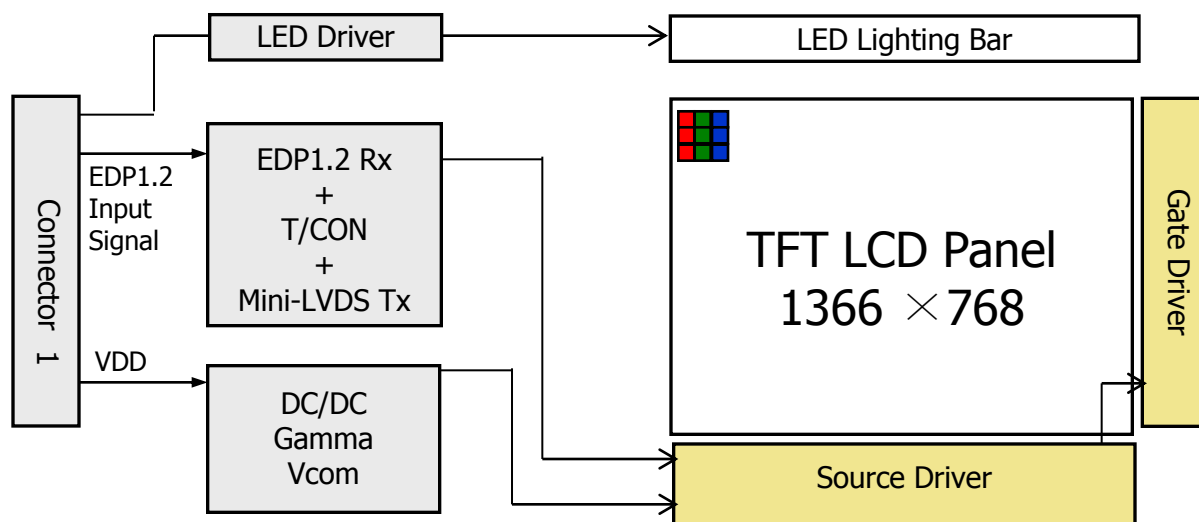 LED Driver
LED Lighting Bar
Connector 1
EDP1.2
Input
Signal
EDP1.2 Rx
+
T/CON
+
Mini-LVDS Tx
TFT LCD Panel
1366 ×768
Gate Driver
VDD
DC/DC
Gamma
Vcom
Source Driver